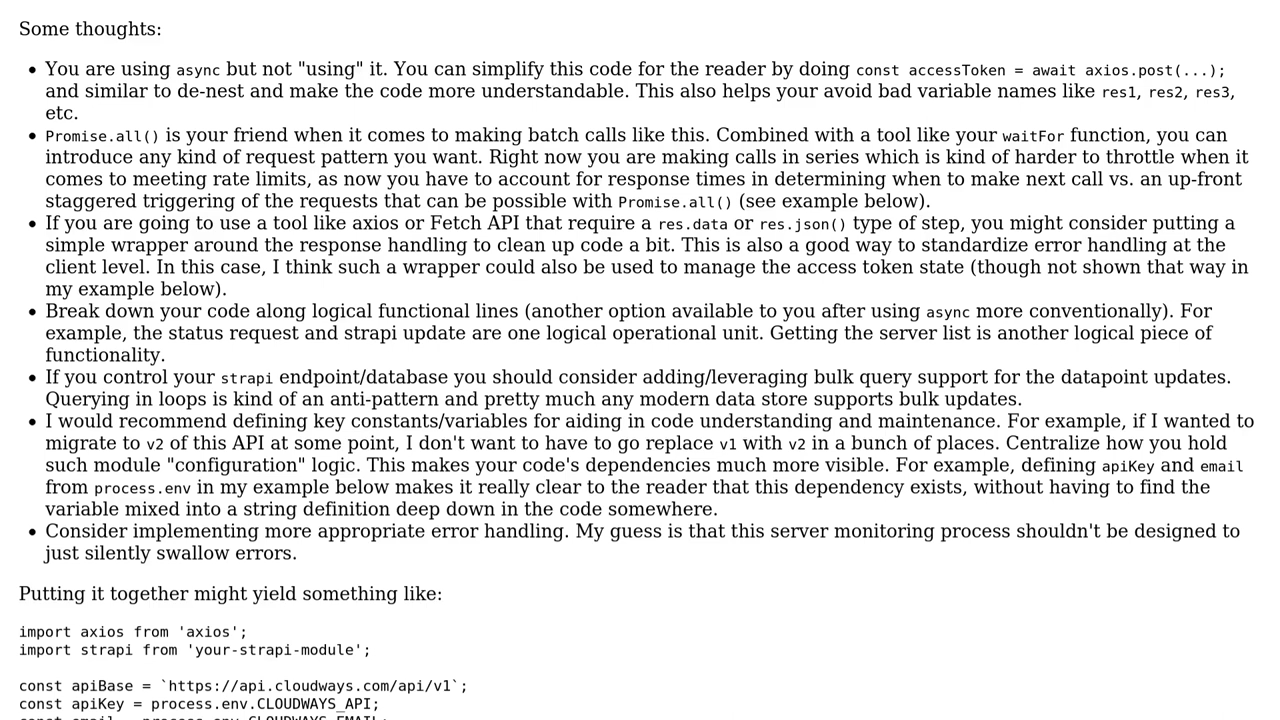 Some thoughts:
You are using async but not "using" it. You can simplify this code for the reader by doing const accessToken = await axios.post(...);
and similar to de-nest and make the code more understandable. This also helps your avoid bad variable names like res1, res2, res3,
etc.
Promise.all() is your friend when it comes to making batch calls like this. Combined with a tool like your waitFor function, you can
introduce any kind of request pattern you want. Right now you are making calls in series which is kind of harder to throttle when it
comes to meeting rate limits, as now you have to account for response times in determining when to make next call vs. an up-front
staggered triggering of the requests that can be possible with Promise.all() (see example below).
If you are going to use a tool like axios or Fetch API that require a res.data or res.json() type of step, you might consider putting a
simple wrapper around the response handling to clean up code a bit. This is also a good way to standardize error handling at the
client level. In this case, I think such a wrapper could also be used to manage the access token state (though not shown that way in
my example below).
Break down your code along logical functional lines (another option available to you after using async more conventionally). For
example, the status request and strapi update are one logical operational unit. Getting the server list is another logical piece of
functionality.
If you control your strapi endpoint/database you should consider adding/leveraging bulk query support for the datapoint updates.
Querying in loops is kind of an anti-pattern and pretty much any modern data store supports bulk updates.
I would recommend defining key constants/variables for aiding in code understanding and maintenance. For example, if I wanted to
migrate to v2 of this API at some point, I don't want to have to go replace v1 with v2 in a bunch of places. Centralize how you hold
such module "configuration" logic. This makes your code's dependencies much more visible. For example, defining apiKey and email
from process.env in my example below makes it really clear to the reader that this dependency exists, without having to find the
variable mixed into a string definition deep down in the code somewhere.
Consider implementing more appropriate error handling. My guess is that this server monitoring process shouldn't be designed to
just silently swallow errors.
Putting it together might yield something like:
import axios from 'axios';
import strapi from 'your-strapi-module';
const apiBase = `https://api.cloudways.com/api/v1`;
const apiKey = process.env.CLOUDWAYS_API;
const email = process.env.CLOUDWAYS_EMAIL;